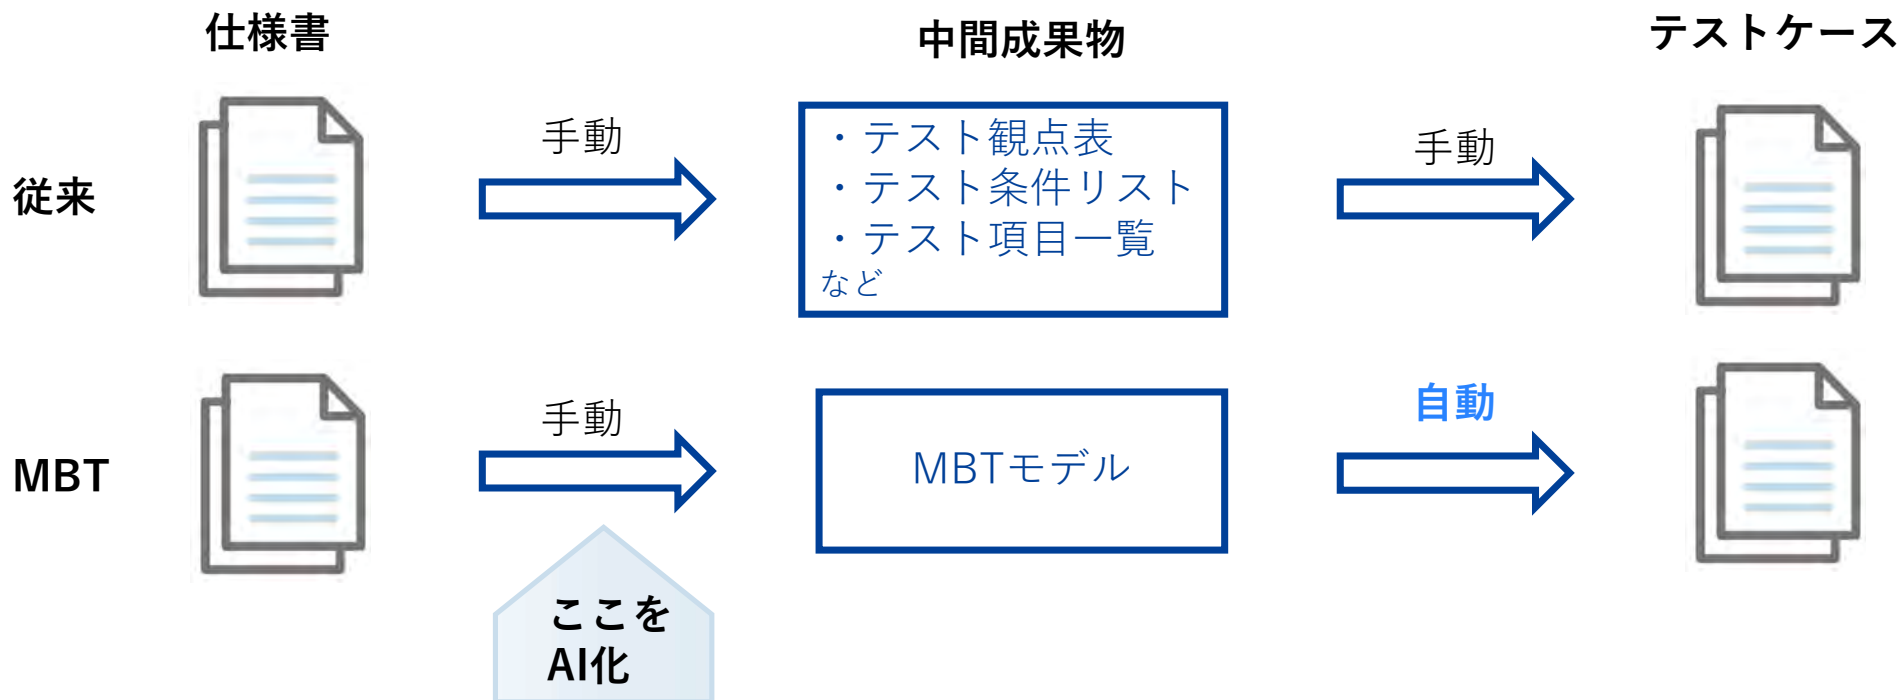 仕様書
中間成果物
テストケース
従来
手動
・テスト観点表
・テスト条件リスト
・テスト項目一覧
など
手動
MBT
手動
MBTモデル
自動
ここを
AI化